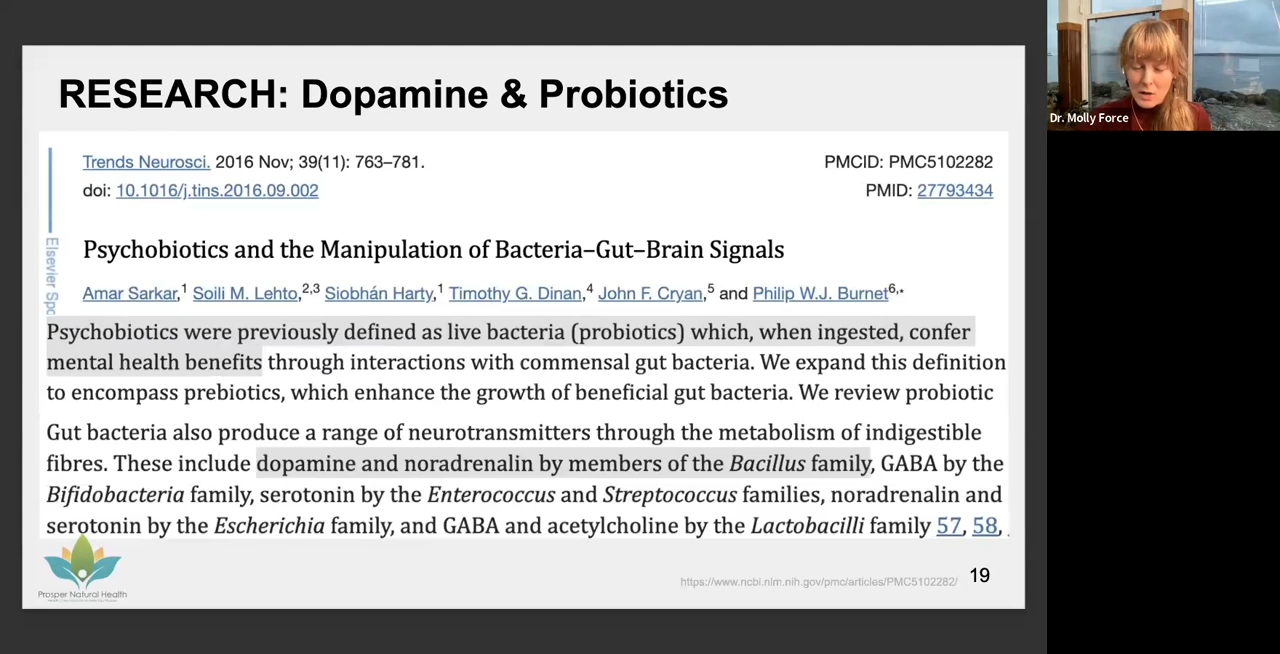 RESEARCH: Dopamine & Probiotics
Dr. Molly Force
Trends Neurosci. 2016 Nov; 39(11): 763–781.
PMCID: PMC5102282
doi: 10.1016/j.tins.2016.09.002
PMID: 27793434
Elsevier Spo
Psychobiotics and the Manipulation of Bacteria–Gut–Brain Signals
Amar Sarkar,1 Soili M. Lehto,2,3 Siobhán Harty,1 Timothy G. Dinan,4 John F. Cryan,5 and Philip W.J. Burnet6,*
Psychobiotics were previously defined as live bacteria (probiotics) which, when ingested, confer
mental health benefits through interactions with commensal gut bacteria. We expand this definition
to encompass prebiotics, which enhance the growth of beneficial gut bacteria. We review probiotic
Gut bacteria also produce a range of neurotransmitters through the metabolism of indigestible
fibres. These include dopamine and noradrenalin by members of the Bacillus family, GABA by the
Bifidobacteria family, serotonin by the Enterococcus and Streptococcus families, noradrenalin and
serotonin by the Escherichia family, and GABA and acetylcholine by the Lactobacilli family 57, 58,
Prosper Natural Health
https://www.ncbi.nlm.nih.gov/pmc/articles/PMC5102282/
19